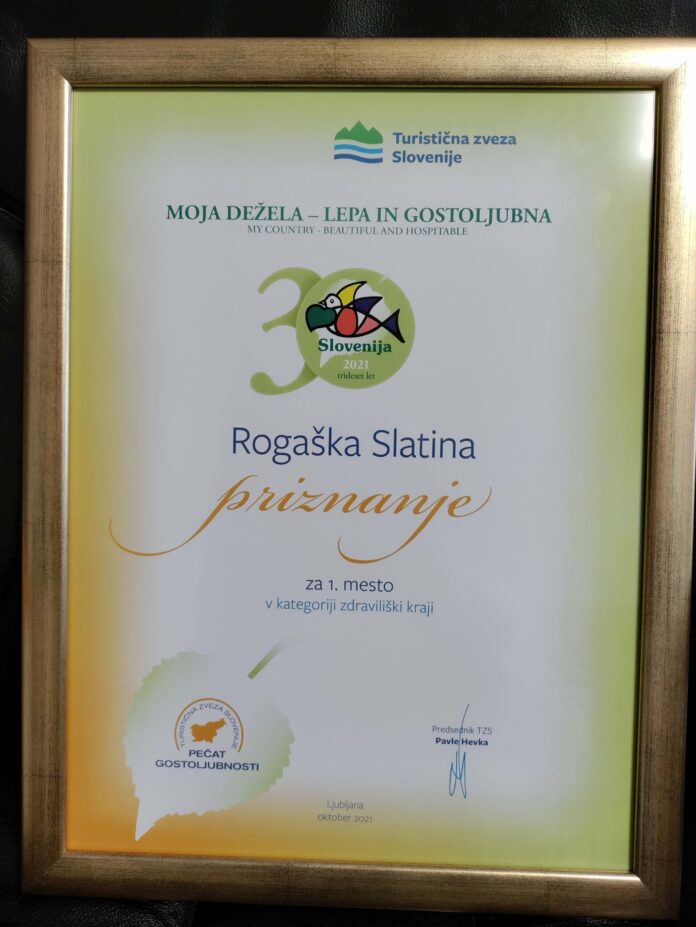 Turistična zveza
Slovenije
MOJA DEŽELA – LEPA IN GOSTOLJUBNA
MY COUNTRY - BEAUTIFUL AND HOSPITABLE
30
Slovenija
2021
trideset let
Rogaška Slatina
priznanje
za 1. mesto
v kategoriji zdraviliški kraji
TURISTIČNA ZVEZA SLOVENIJE
PEČAT
GOSTOLJUBNOSTI
Predsednik TZS
Pavle Hevka
Ljubljana
oktober 2021